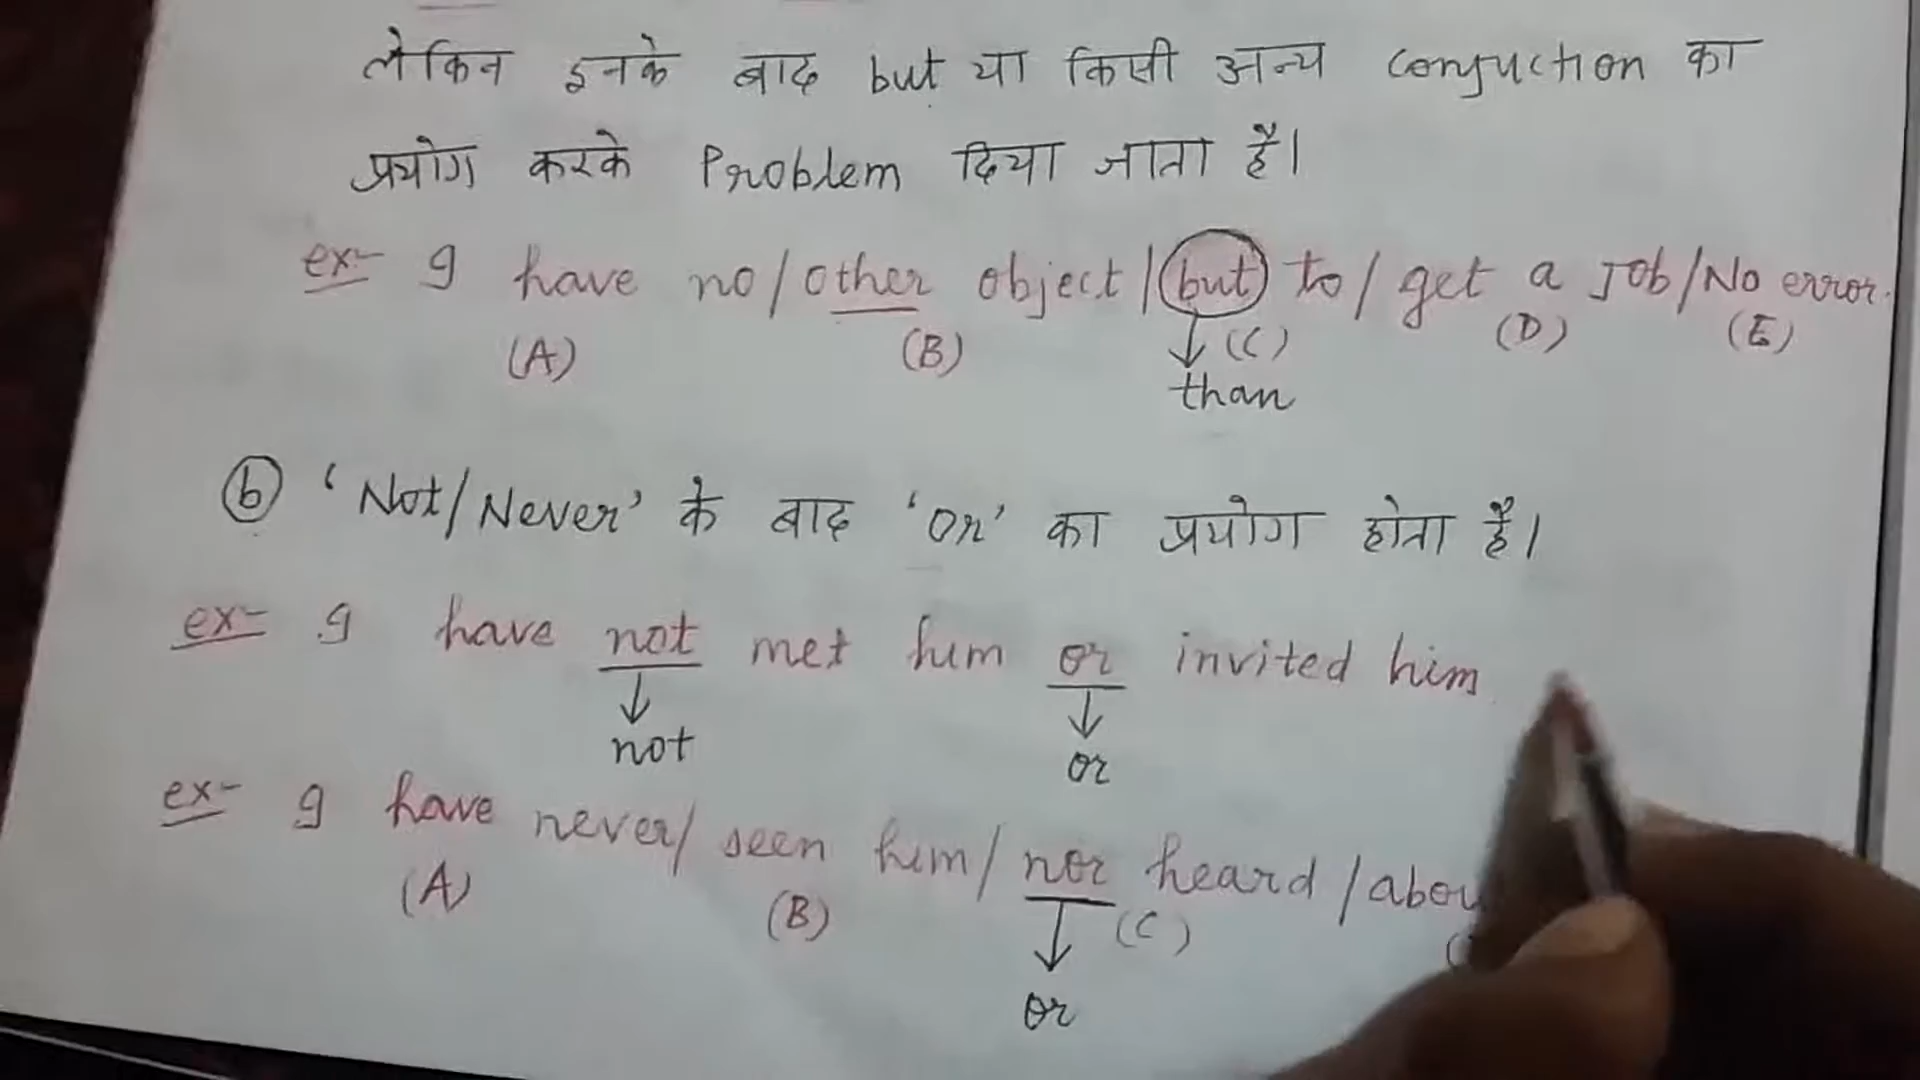 लेकिन इनके बाद but या किसी अन्य conjuction का
प्रयोग करके Problem दिया जाता है।
ex- I have no/other object/but to/get a Job/No error.
(A) (B) (C) (D) (E)
than
(b) 'Not/Never' के बाद 'or' का प्रयोग होता है।
ex- I have not met him or invited him
not or
ex- I have never/seen him/nor heard/
(A) (B) (C)
or